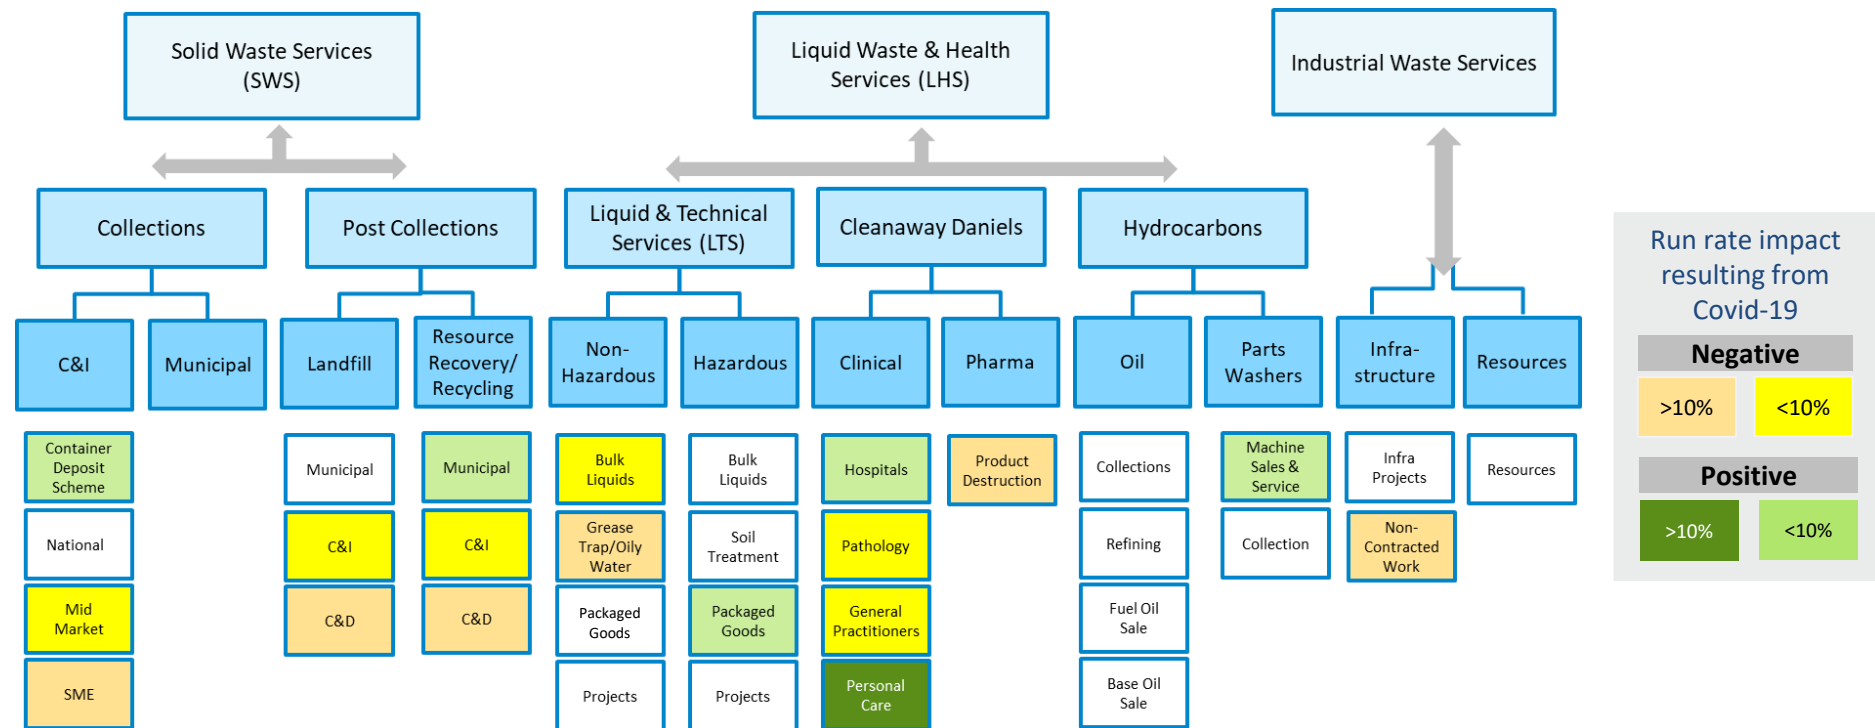 Solid Waste Services
(SWS)
Liquid Waste & Health
Services (LHS)
Industrial Waste Services
Collections
Post Collections
Liquid & Technical
Services (LTS)
Cleanaway Daniels
Hydrocarbons
C&I
Municipal
Landfill
Resource
Recovery/
Recycling
Non-
Hazardous
Hazardous
Clinical
Pharma
Oil
Parts
Washers
Infra-
structure
Resources
Container
Deposit
Scheme
National
Mid
Market
SME
Municipal
C&I
C&D
Municipal
C&I
C&D
Bulk
Liquids
Grease
Trap/Oily
Water
Packaged
Goods
Projects
Bulk
Liquids
Soil
Treatment
Packaged
Goods
Projects
Hospitals
Pathology
General
Practitioners
Personal
Care
Product
Destruction
Collections
Refining
Fuel Oil
Sale
Base Oil
Sale
Machine
Sales &
Service
Collection
Infra
Projects
Non-
Contracted
Work
Resources
Run rate impact
resulting from
Covid-19
Negative
>10%
<10%
Positive
>10%
<10%